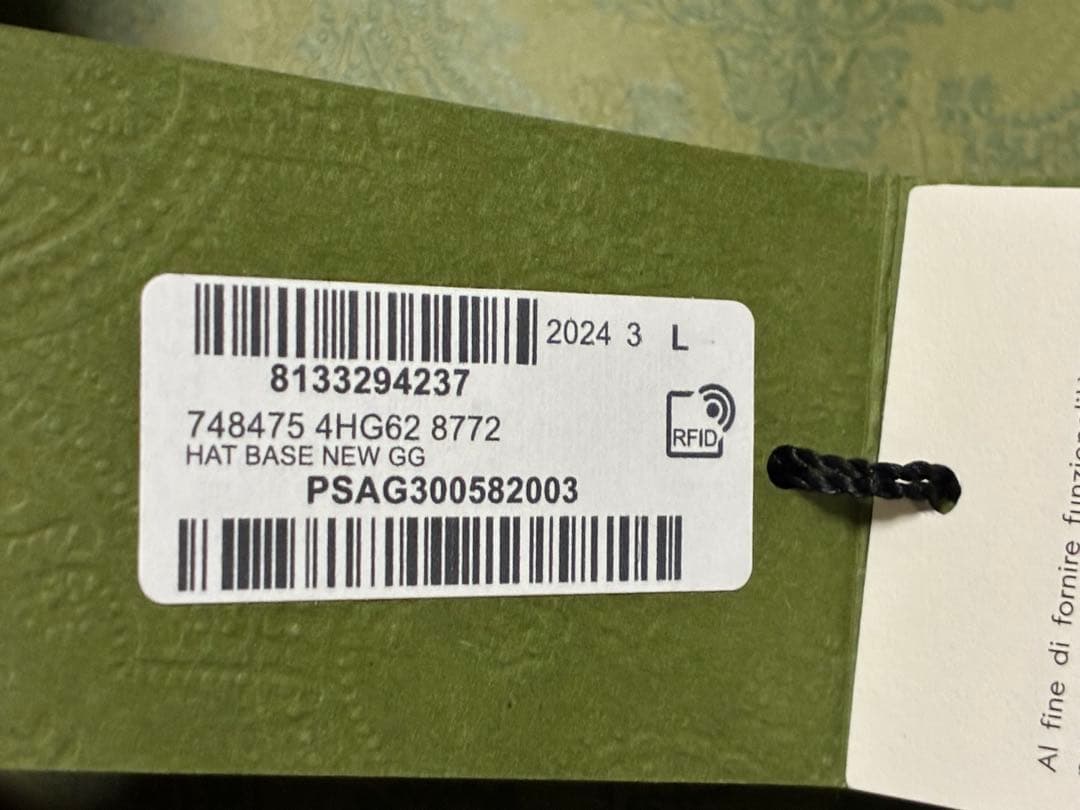 2024 3 L
8133294237
748475 4HG62 8772
RFID
HAT BASE NEW GG
PSAG300582003
Al fine di fornire